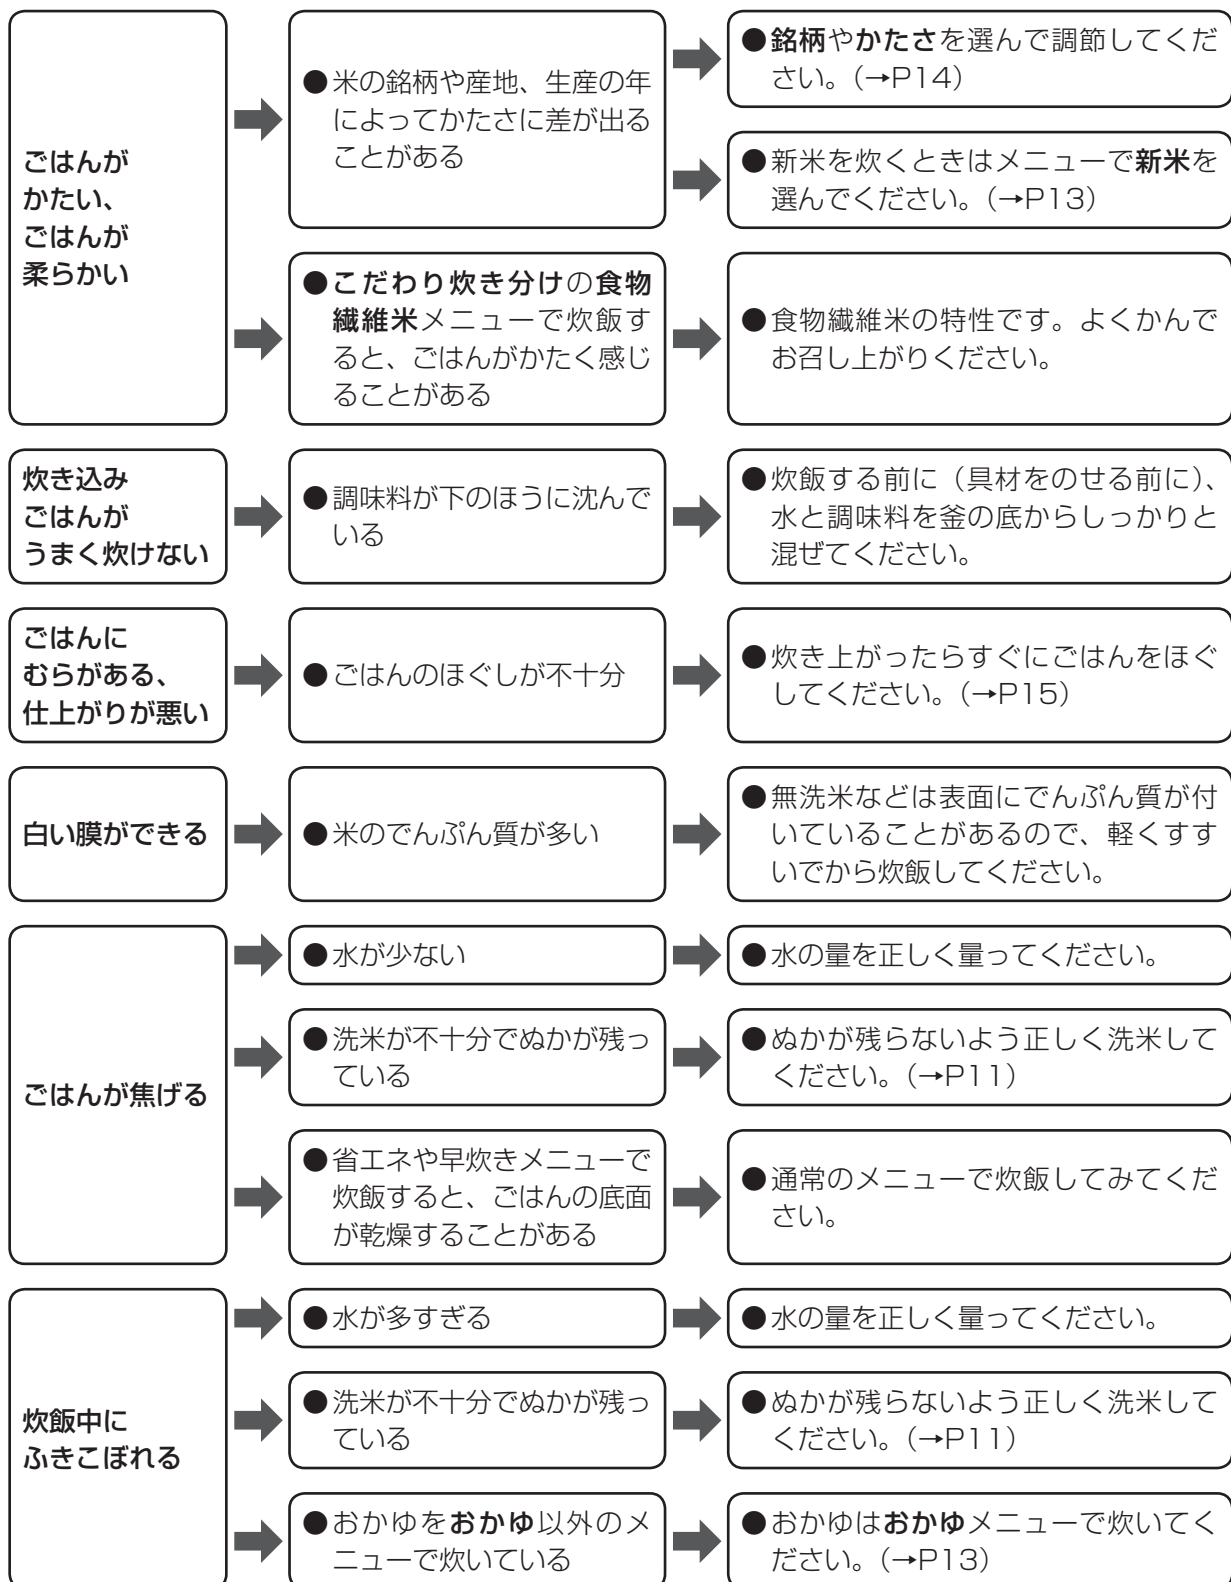 ごはんが
かたい、
ごはんが
柔らかい
●米の銘柄や産地、生産の年
によってかたさに差が出る
ことがある
●銘柄やかたさを選んで調節してくだ
さい。(→P14)
●新米を炊くときはメニューで新米を
選んでください。(→P13)
●こだわり炊き分けの食物
繊維米メニューで炊飯す
ると、ごはんがかたく感じ
ることがある
●食物繊維米の特性です。よくかんで
お召し上がりください。
炊き込み
ごはんが
うまく炊けない
●調味料が下のほうに沈んで
いる
●炊飯する前に（具材をのせる前に）、
水と調味料を釜の底からしっかりと
混ぜてください。
ごはんに
むらがある、
仕上がりが悪い
●ごはんのほぐしが不十分
●炊き上がったらすぐにごはんをほぐ
してください。(→P15)
白い膜ができる
●米のでんぷん質が多い
●無洗米などは表面にでんぷん質が付
いていることがあるので、軽くすす
いでから炊飯してください。
ごはんが焦げる
●水が少ない
●水の量を正しく量ってください。
●洗米が不十分でぬかが残っ
ている
●ぬかが残らないよう正しく洗米して
ください。(→P11)
●省エネや早炊きメニューで
炊飯すると、ごはんの底面
が乾燥することがある
●通常のメニューで炊飯してみてくだ
さい。
炊飯中に
ふきこぼれる
●水が多すぎる
●水の量を正しく量ってください。
●洗米が不十分でぬかが残っ
ている
●ぬかが残らないよう正しく洗米して
ください。(→P11)
●おかゆをおかゆ以外のメ
ニューで炊いている
●おかゆはおかゆメニューで炊いてく
ださい。(→P13)